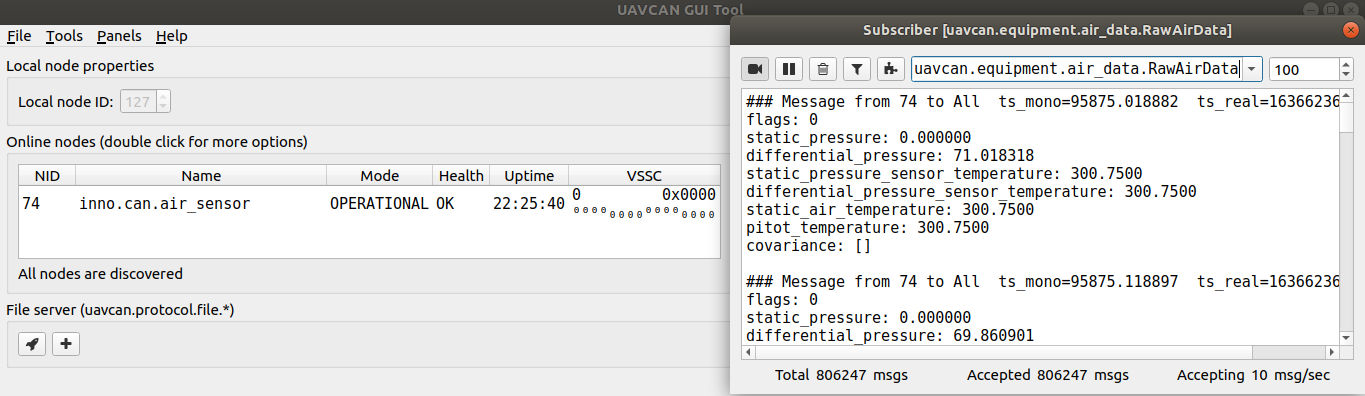 UAVCAN GUI Tool
File Tools Panels Help
Local node properties
Local node ID: 127
Online nodes (double click for more options)
NID Name Mode Health Uptime VSSC
74 inno.can.air_sensor OPERATIONAL OK 22:25:40 0 0x0000
0000000000000000
All nodes are discovered
File server (uavcan.protocol.file.*)
Subscriber [uavcan.equipment.air_data.RawAirData]
uavcan.equipment.air_data.RawAirData 100
### Message from 74 to All ts_mono=95875.018882 ts_real=16366236
flags: 0
static_pressure: 0.000000
differential_pressure: 71.018318
static_pressure_sensor_temperature: 300.7500
differential_pressure_sensor_temperature: 300.7500
static_air_temperature: 300.7500
pitot_temperature: 300.7500
covariance: []
### Message from 74 to All ts_mono=95875.118897 ts_real=16366236
flags: 0
static_pressure: 0.000000
differential_pressure: 69.860901
Total 806247 msgs Accepted 806247 msgs Accepting 10 msg/sec